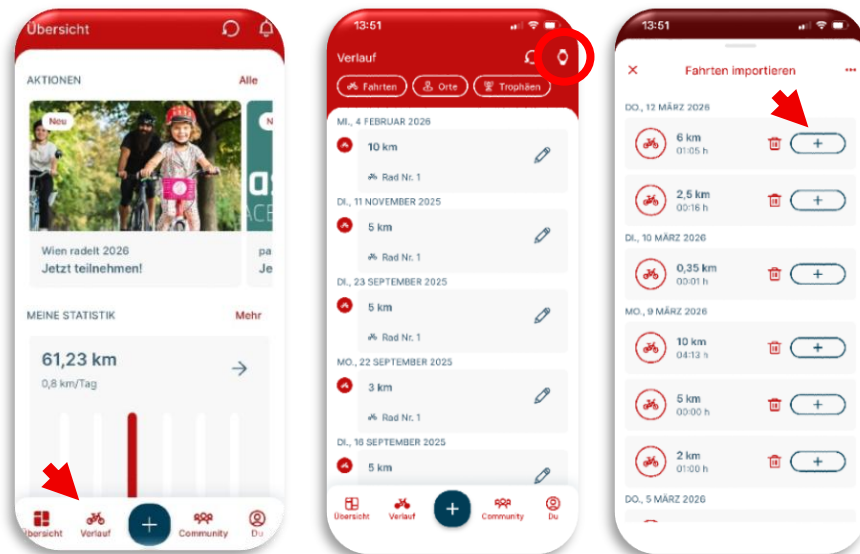 Übersicht
AKTIONEN
Alle
Neu
Wien radelt 2026
Jetzt teilnehmen!
pa
Je
MEINE STATISTIK
Mehr
61,23 km
0,8 km/Tag
Übersicht
Verlauf
Community
Du
13:51
Verlauf
Fahrten
Orte
Trophäen
MI., 4 FEBRUAR 2026
10 km
Rad Nr. 1
DI., 11 NOVEMBER 2025
5 km
Rad Nr. 1
DI., 23 SEPTEMBER 2025
5 km
Rad Nr. 1
MO., 22 SEPTEMBER 2025
3 km
Rad Nr. 1
DI., 16 SEPTEMBER 2025
5 km
Übersicht
Verlauf
Community
Du
13:51
Fahrten importieren
DO., 12 MÄRZ 2026
6 km
01:05 h
2,5 km
00:16 h
DI., 10 MÄRZ 2026
0,35 km
00:01 h
MO., 9 MÄRZ 2026
10 km
04:13 h
5 km
00:00 h
2 km
01:00 h
DO., 5 MÄRZ 2026